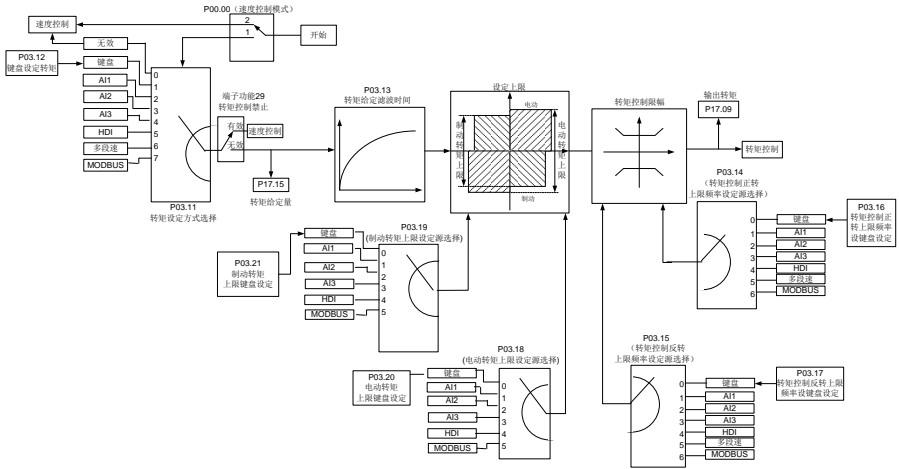 P00.00（速度控制模式）
速度控制
2
1
开始
无效
P03.12
键盘设定转矩
键盘
AI1
AI2
AI3
HDI
多段速
MODBUS
0
1
2
3
4
5
6
7
P03.11
转矩设定方式选择
端子功能29
转矩控制禁止
有效
无效
速度控制
P17.15
转矩给定量
P03.13
转矩给定滤波时间
设定上限
电动
制动转矩上限
电动转矩上限
制动
转矩控制限幅
输出转矩
P17.09
转矩控制
P03.14
（转矩控制正转
上限频率设定源选择）
0
1
2
3
4
5
6
键盘
AI1
AI2
AI3
HDI
多段速
MODBUS
P03.16
转矩控制正
转上限频率
设键盘设定
P03.19
(制动转矩上限设定源选择)
P03.21
制动转矩
上限键盘设定
键盘
AI1
AI2
AI3
HDI
MODBUS
0
1
2
3
4
5
P03.18
(电动转矩上限设定源选择)
P03.20
电动转矩
上限键盘设定
键盘
AI1
AI2
AI3
HDI
MODBUS
0
1
2
3
4
5
P03.15
（转矩控制反转
上限频率设定源选择）
0
1
2
3
4
5
6
键盘
AI1
AI2
AI3
HDI
多段速
MODBUS
P03.17
转矩控制反转上限
频率设键盘设定